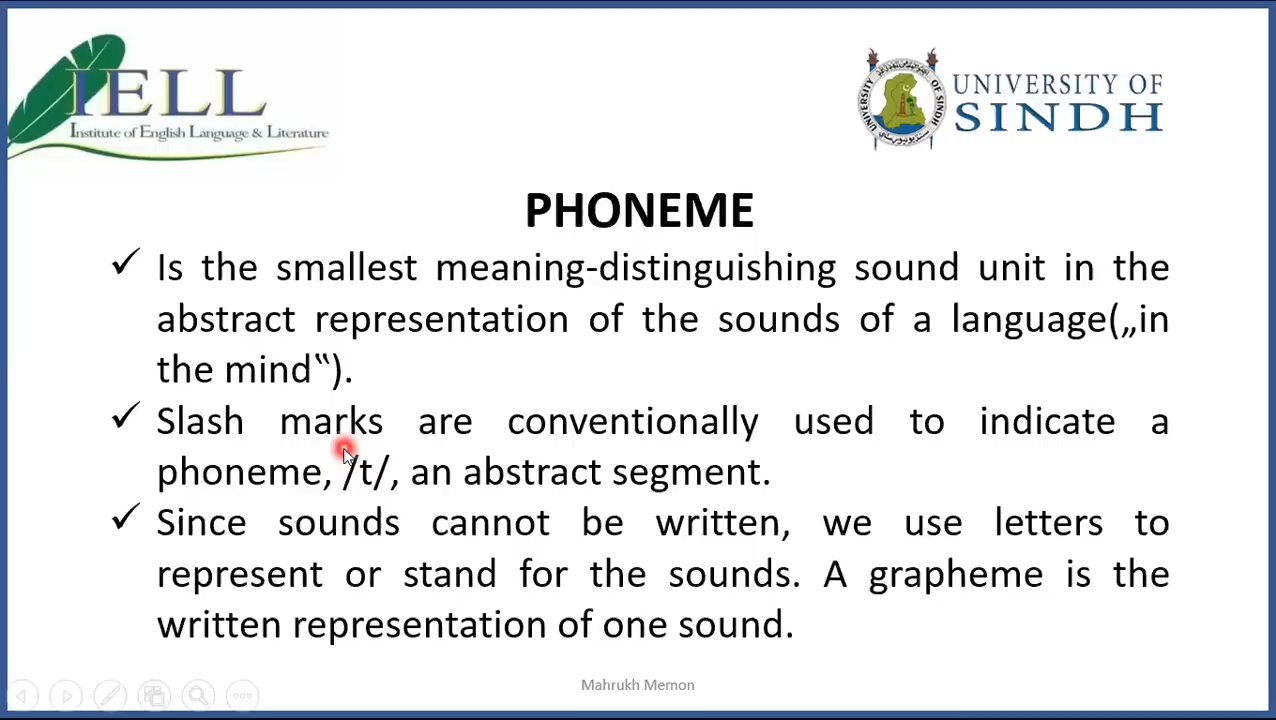 IELL
Institute of English Language & Literature
UNIVERSITY OF
SINDH
PHONEME
✓ Is the smallest meaning-distinguishing sound unit in the
abstract representation of the sounds of a language(„in
the mind‟).
✓ Slash marks are conventionally used to indicate a
phoneme, /t/, an abstract segment.
✓ Since sounds cannot be written, we use letters to
represent or stand for the sounds. A grapheme is the
written representation of one sound.
Mahrukh Memon